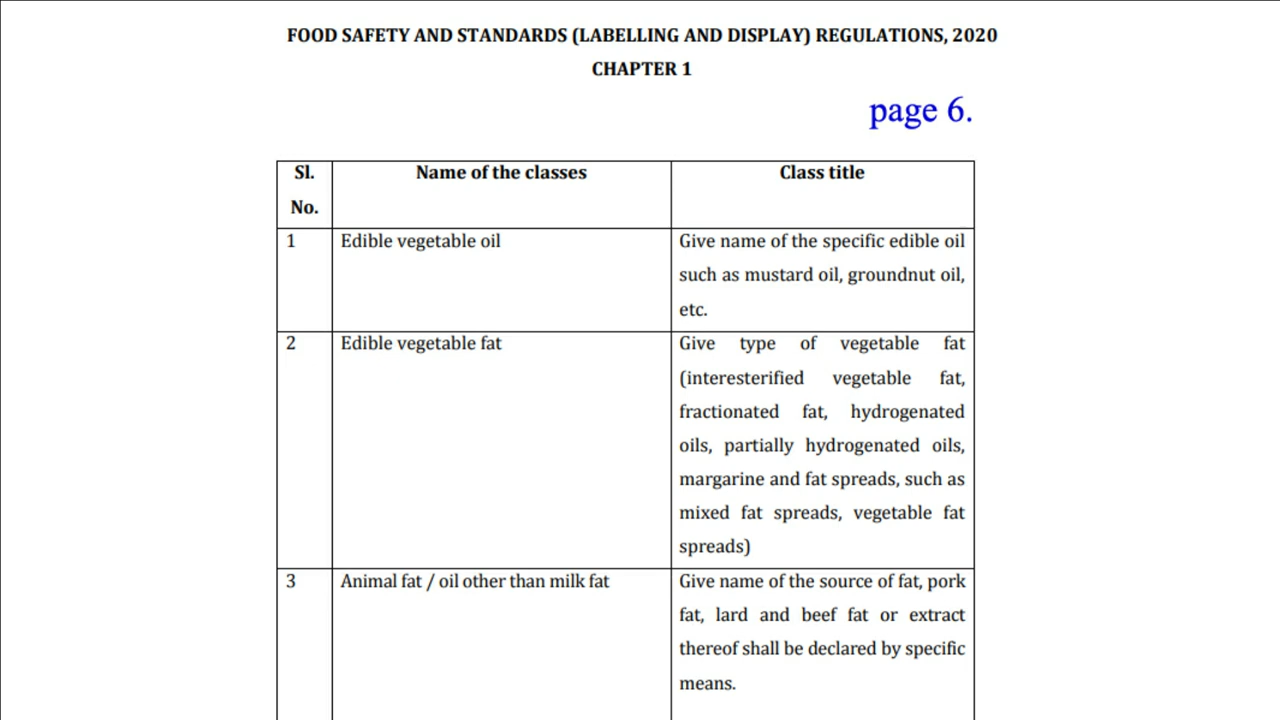 FOOD SAFETY AND STANDARDS (LABELLING AND DISPLAY) REGULATIONS, 2020
CHAPTER 1
page 6.
Sl. No.
Name of the classes
Class title
1
Edible vegetable oil
Give name of the specific edible oil
such as mustard oil, groundnut oil,
etc.
2
Edible vegetable fat
Give type of vegetable fat
(interesterified vegetable fat,
fractionated fat, hydrogenated
oils, partially hydrogenated oils,
margarine and fat spreads, such as
mixed fat spreads, vegetable fat
spreads)
3
Animal fat / oil other than milk fat
Give name of the source of fat, pork
fat, lard and beef fat or extract
thereof shall be declared by specific
means.